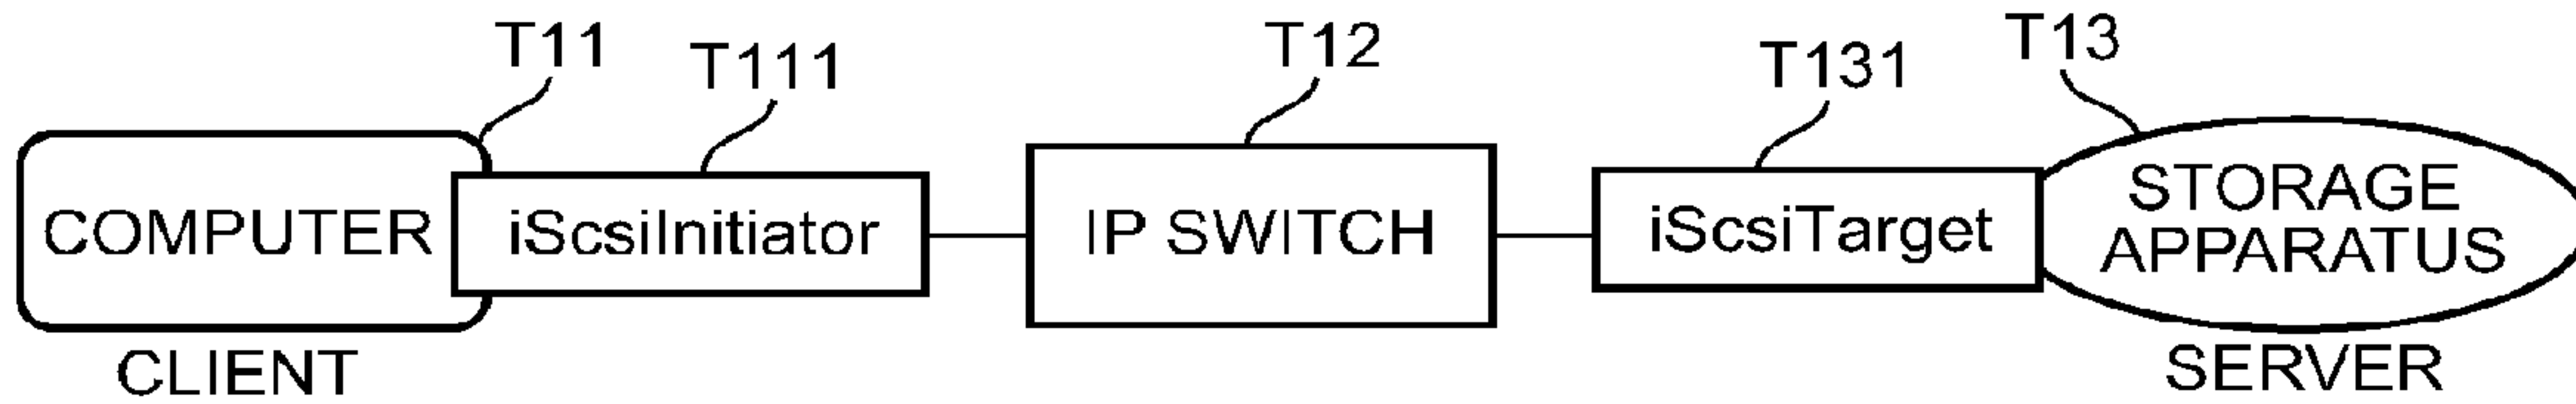 T11
T111
T12
T131
T13
COMPUTER
iScsiInitiator
IP SWITCH
iScsiTarget
STORAGE
APPARATUS
CLIENT
SERVER